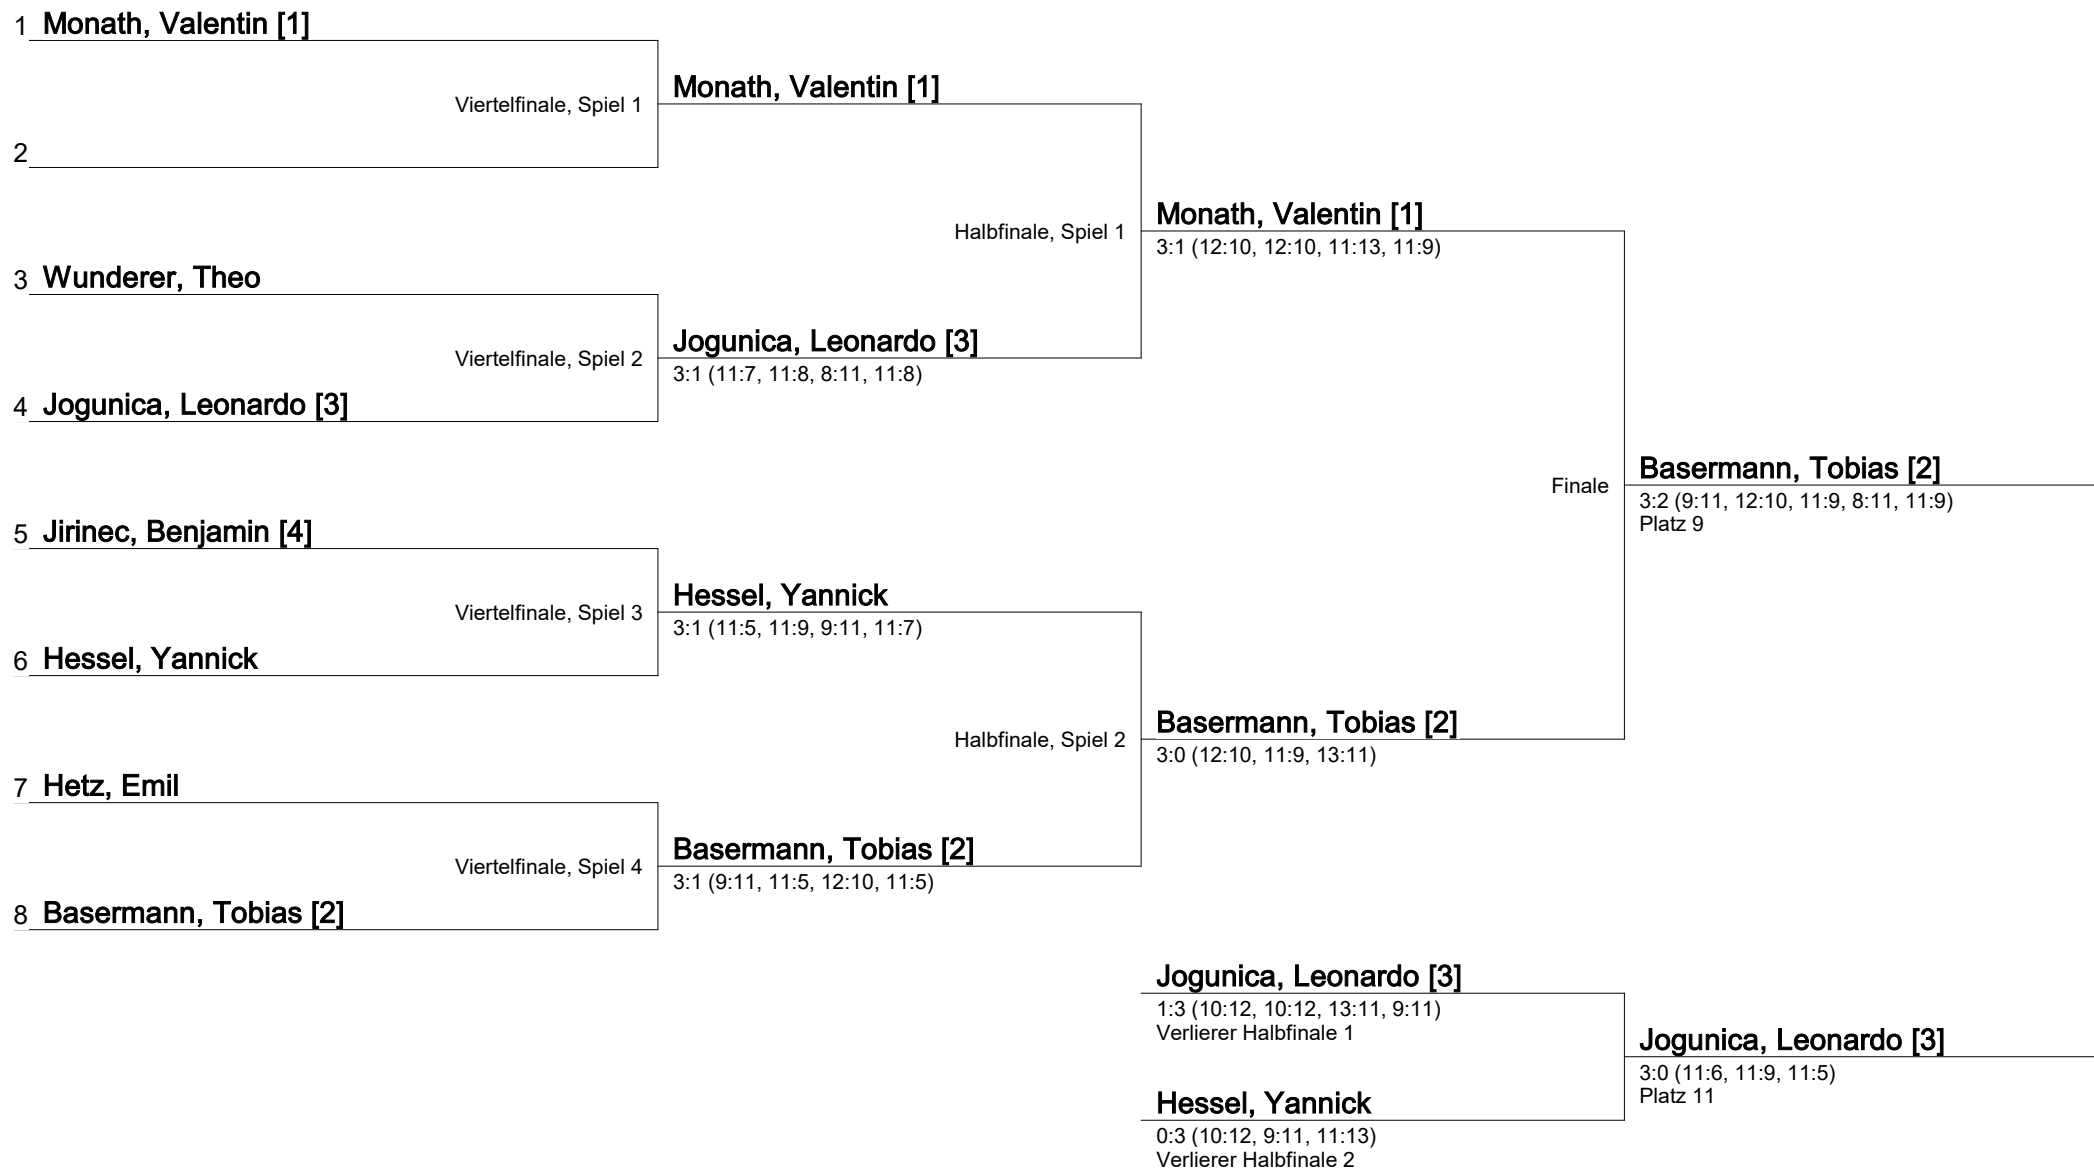 1 Monath, Valentin [1]
Viertelfinale, Spiel 1
Monath, Valentin [1]
2
Halbfinale, Spiel 1
Monath, Valentin [1]
3:1 (12:10, 12:10, 11:13, 11:9)
3 Wunderer, Theo
Viertelfinale, Spiel 2
Jogunica, Leonardo [3]
3:1 (11:7, 11:8, 8:11, 11:8)
4 Jogunica, Leonardo [3]
Finale
Basermann, Tobias [2]
3:2 (9:11, 12:10, 11:9, 8:11, 11:9)
Platz 9
5 Jirinec, Benjamin [4]
Viertelfinale, Spiel 3
Hessel, Yannick
3:1 (11:5, 11:9, 9:11, 11:7)
6 Hessel, Yannick
Halbfinale, Spiel 2
Basermann, Tobias [2]
3:0 (12:10, 11:9, 13:11)
7 Hetz, Emil
Viertelfinale, Spiel 4
Basermann, Tobias [2]
3:1 (9:11, 11:5, 12:10, 11:5)
8 Basermann, Tobias [2]
Jogunica, Leonardo [3]
1:3 (10:12, 10:12, 13:11, 9:11)
Verlierer Halbfinale 1
Jogunica, Leonardo [3]
3:0 (11:6, 11:9, 11:5)
Platz 11
Hessel, Yannick
0:3 (10:12, 9:11, 11:13)
Verlierer Halbfinale 2